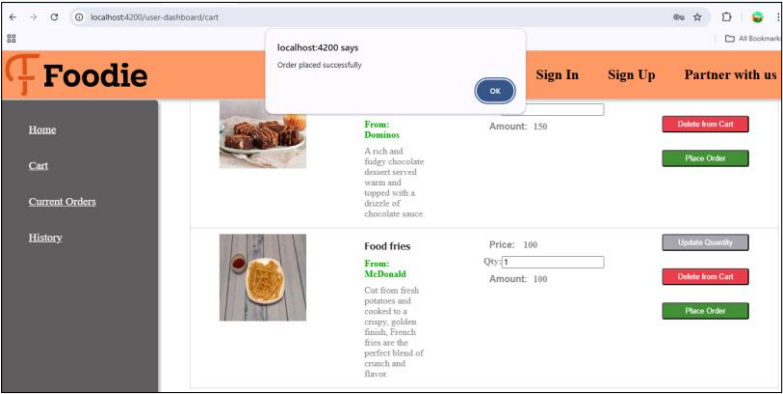 localhost:4200/user-dashboard/cart
All Bookmarks
localhost:4200 says
Order placed successfully
OK
Foodie
Sign In
Sign Up
Partner with us
Home
Cart
Current Orders
History
From:
Dominos
A rich and
fudgy chocolate
dessert served
warm and
topped with a
drizzle of
chocolate sauce.
Amount: 150
Delete from Cart
Place Order
Food fries
From:
McDonald
Cut from fresh
potatoes and
cooked to a
crispy, golden
finish, French
fries are the
perfect blend of
crunch and
flavor.
Price: 100
Qty: 1
Amount: 100
Update Quantity
Delete from Cart
Place Order